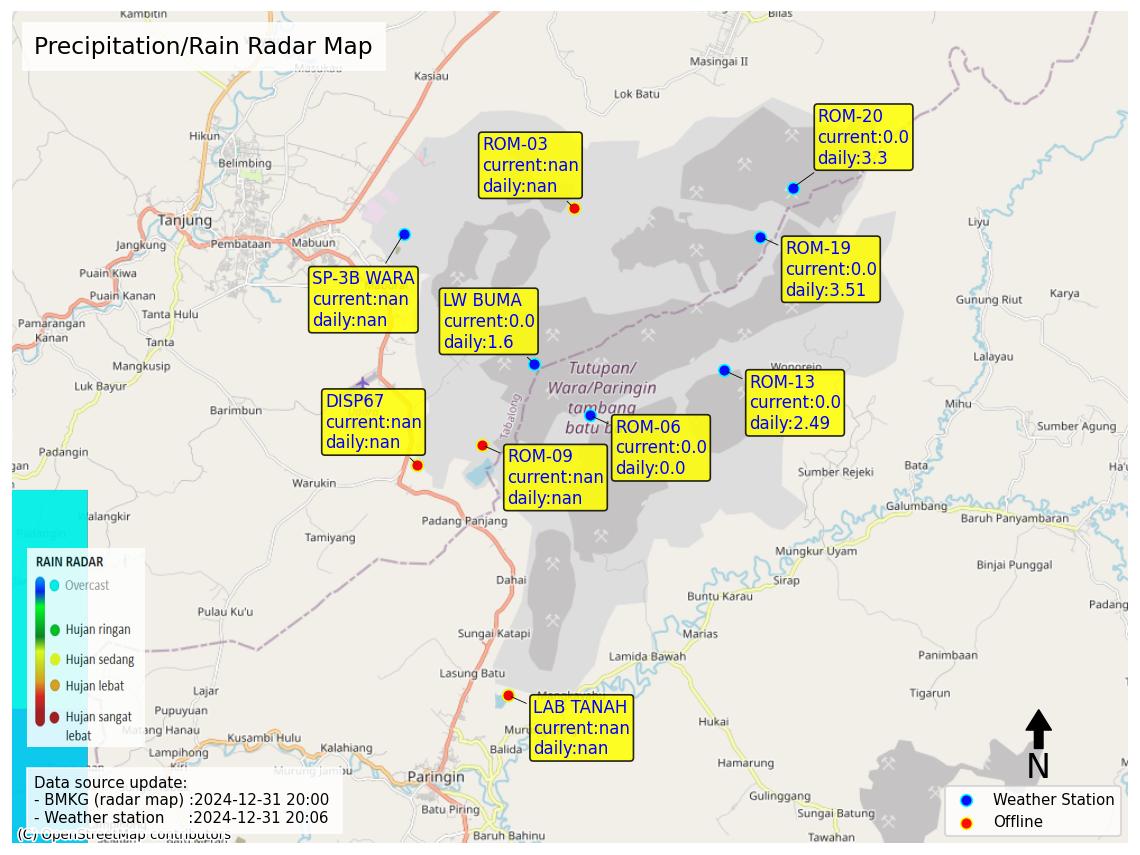 Kambitin
Bilas
Precipitation/Rain Radar Map
Masukau
Kasiau
Masingai II
Lok Batu
ROM-20
current:0.0
daily:3.3
Hikun
ROM-03
current:nan
daily:nan
Belimbing
Tanjung
Liyu
Jangkung
Pembataan
Mabuun
ROM-19
current:0.0
daily:3.51
Puain Kiwa
SP-3B WARA
current:nan
daily:nan
Puain Kanan
LW BUMA
current:0.0
daily:1.6
Gunung Riut
Karya
Tanta Hulu
Pamarangan
Kanan
Tanta
Mangkusip
Lalayau
Wonorejo
Tutupan/
Wara/Paringin
tambang
batu b
ROM-13
current:0.0
daily:2.49
Luk Bayur
DISP67
current:nan
daily:nan
Barimbun
Tabalong
Mihu
ROM-06
current:0.0
daily:0.0
Sumber Agung
Padangin
gan
ROM-09
current:nan
daily:nan
Bata
Ha'u
Sumber Rejeki
Warukin
Galumbang
Walangkir
Padang Panjang
Baruh Panyambaran
Padangin
Tamiyang
Mungkur Uyam
RAIN RADAR
Overcast
Hujan ringan
Hujan sedang
Hujan lebat
Hujan sangat
lebat
Binjai Punggal
Dahai
Sirap
Buntu Karau
Padang
Pulau Ku'u
Sungai Katapi
Marias
Lamida Bawah
Panimbaan
Lasung Batu
Lajar
Tigarun
LAB TANAH
current:nan
daily:nan
Pupuyuan
Hukai
Matang Hanau
Kusambi Hulu
Muru
Kalahiang
Balida
Lampihong
Hamarung
N
Murung Jambu
Paringin
Data source update:
- BMKG (radar map) :2024-12-31 20:00
- Weather station :2024-12-31 20:06
Gulinggang
Weather Station
Offline
Batu Piring
Sungai Batung
(C) OpenStreetMap contributors
Baruh Bahinu
Tawahan